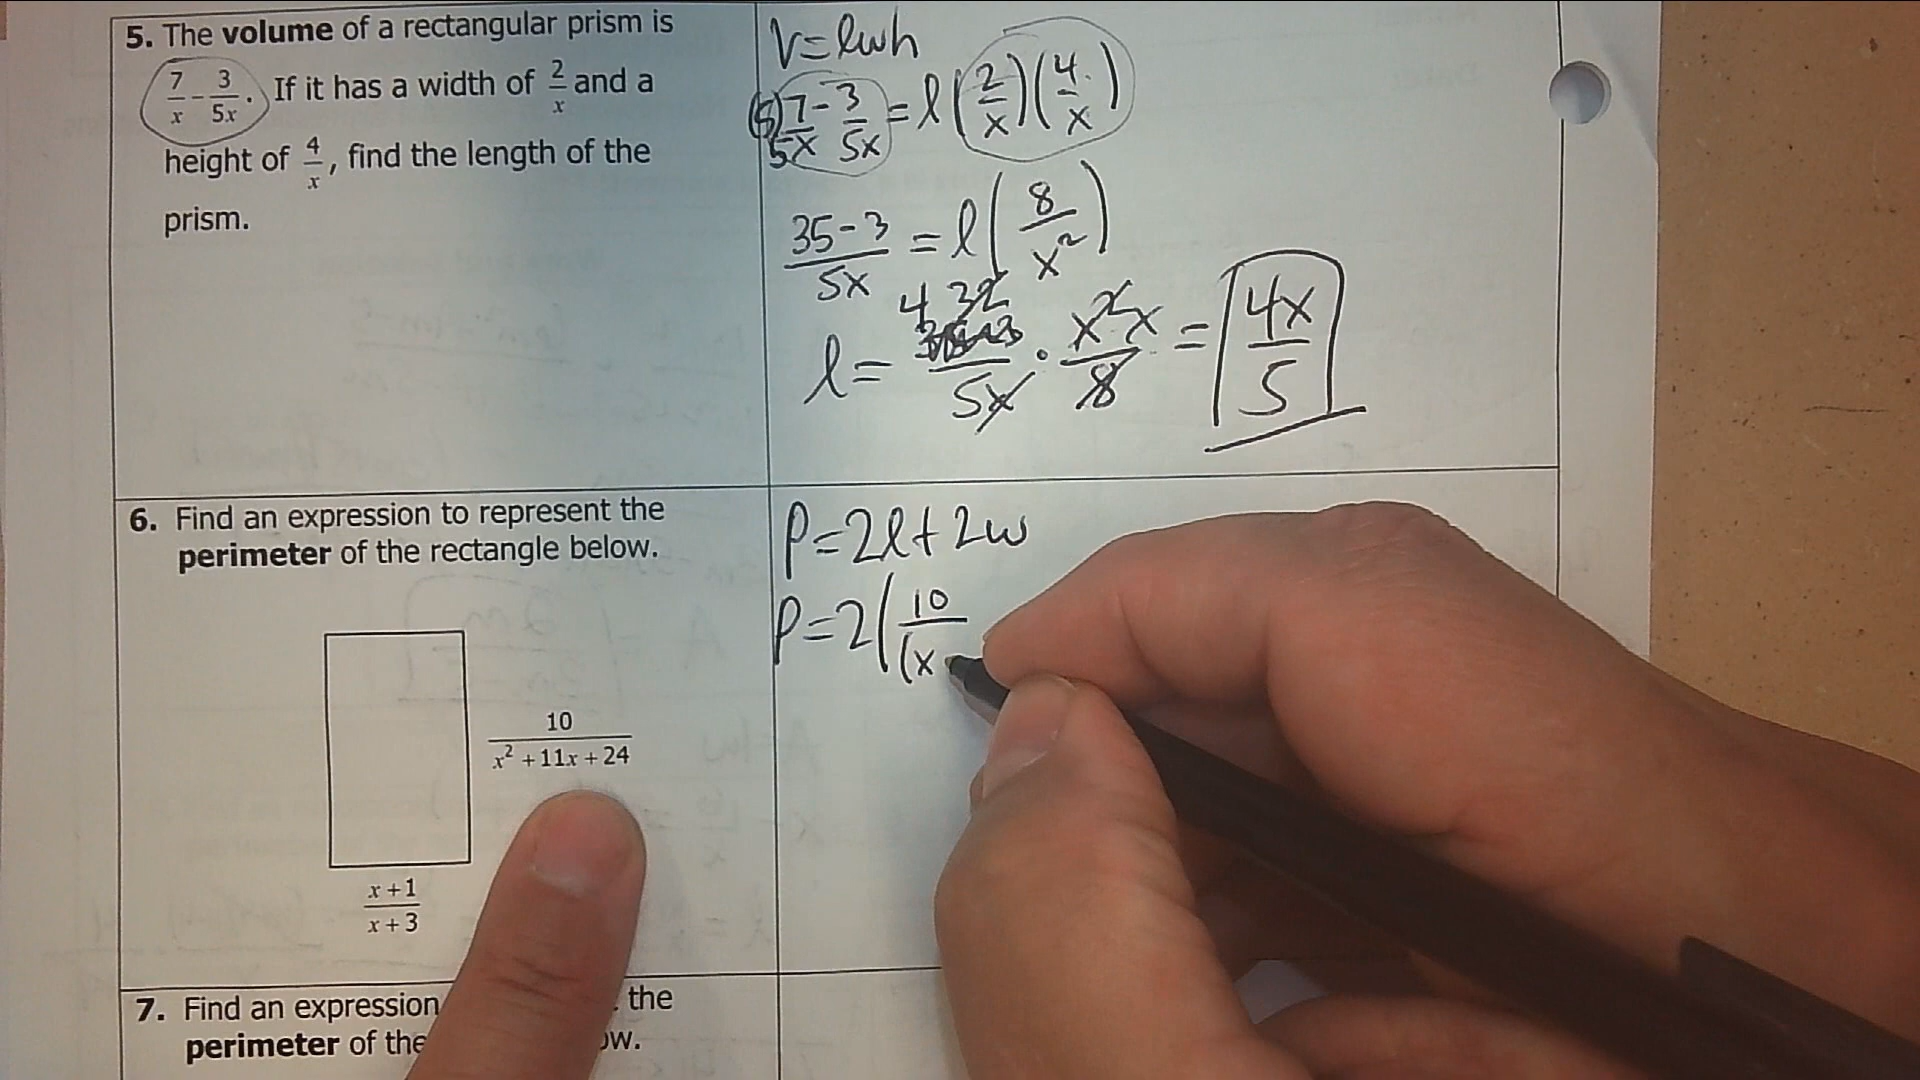 5. The volume of a rectangular prism is
7/x - 3/5x. If it has a width of 2/x and a
height of 4/x, find the length of the
prism.
V=lwh
(5)7/5x - 3/5x = l(2/x)(4/x)
35-3/5x = l(8/x²)
l= 4 32/5x · x² x/8 = 4x/5
6. Find an expression to represent the
perimeter of the rectangle below.
10/x² + 11x + 24
x + 1/x + 3
P=2l+2w
P=2(10/(x
7. Find an expression the
perimeter of the ow.